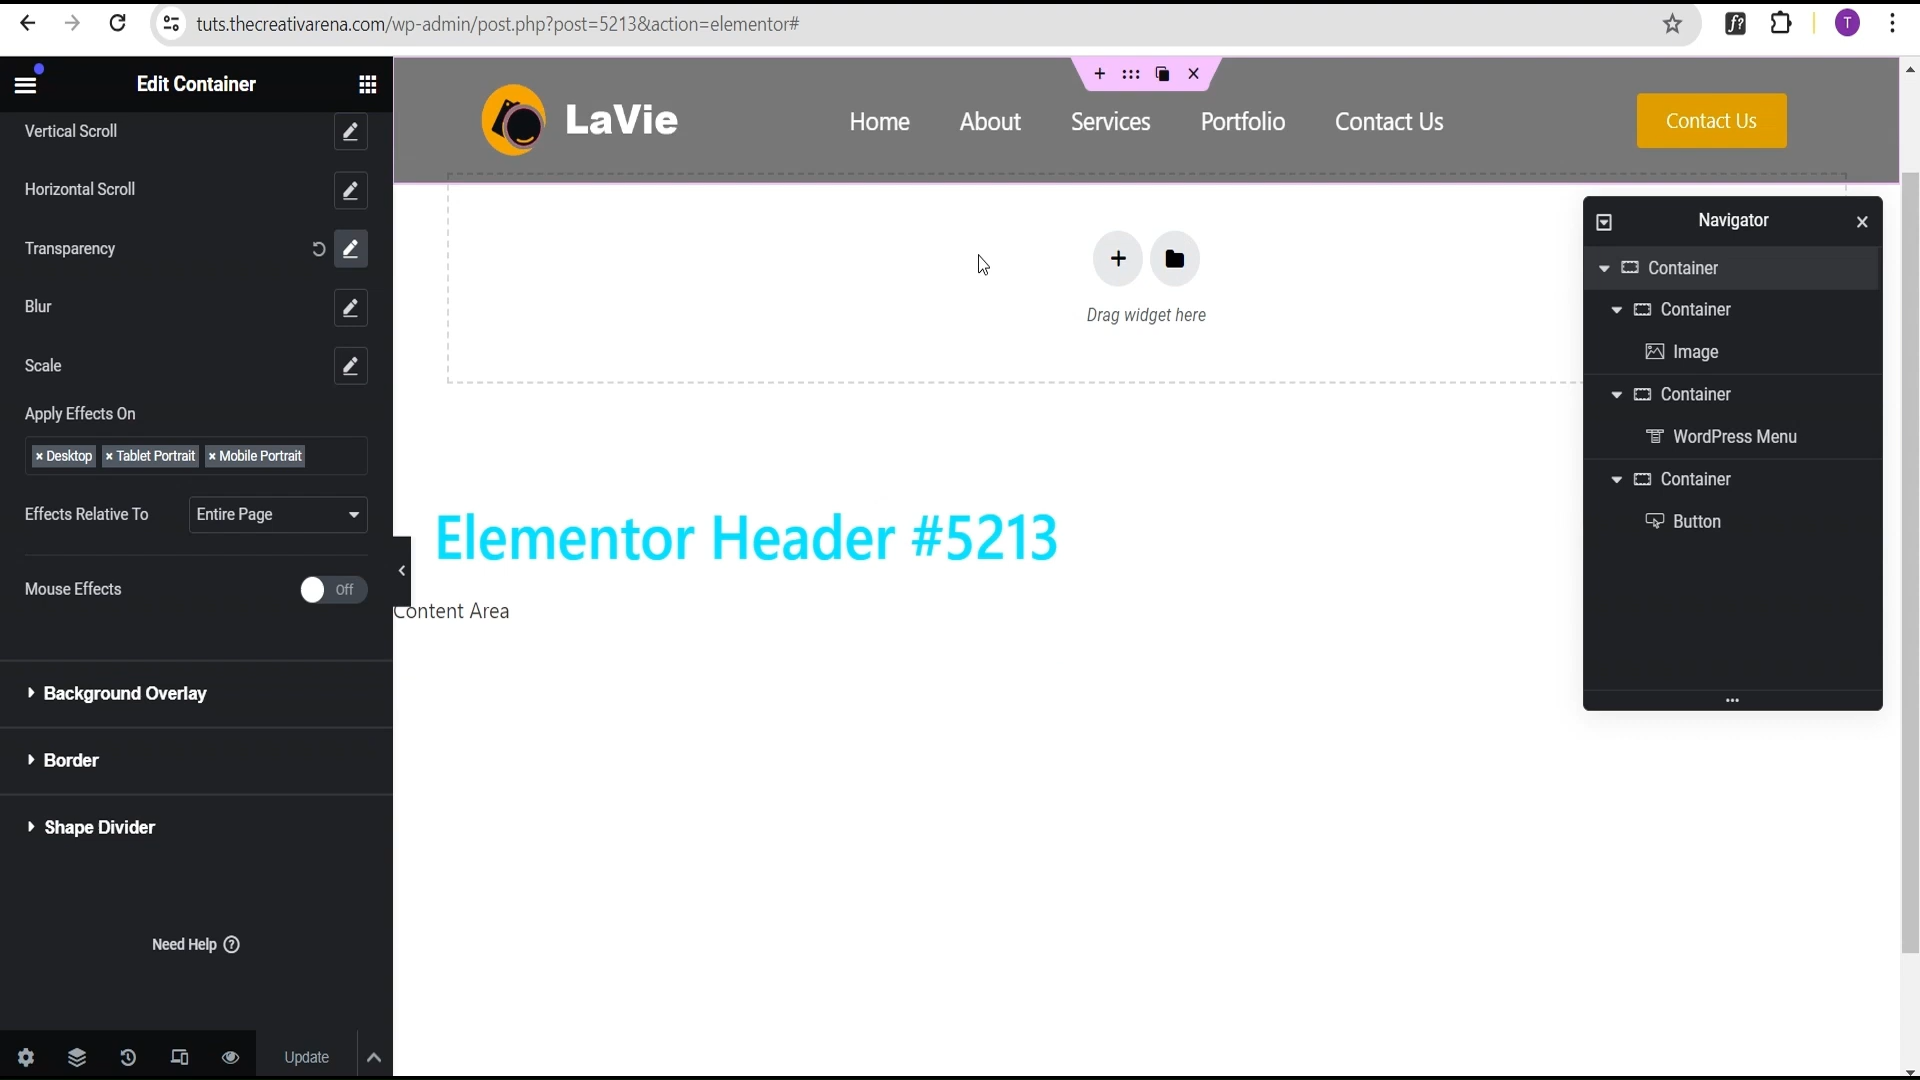 tuts.thecreativarena.com/wp-admin/post.php?post=5213&action=elementor#
f?
T
Edit Container
Vertical Scroll
Horizontal Scroll
Transparency
Blur
Scale
Apply Effects On
× Desktop × Tablet Portrait × Mobile Portrait
Effects Relative To Entire Page
Mouse Effects Off
Background Overlay
Border
Shape Divider
Need Help ?
Update
LaVie
Home About Services Portfolio Contact Us
Contact Us
Drag widget here
Elementor Header #5213
Content Area
Navigator
Container
Container
Image
Container
WordPress Menu
Container
Button